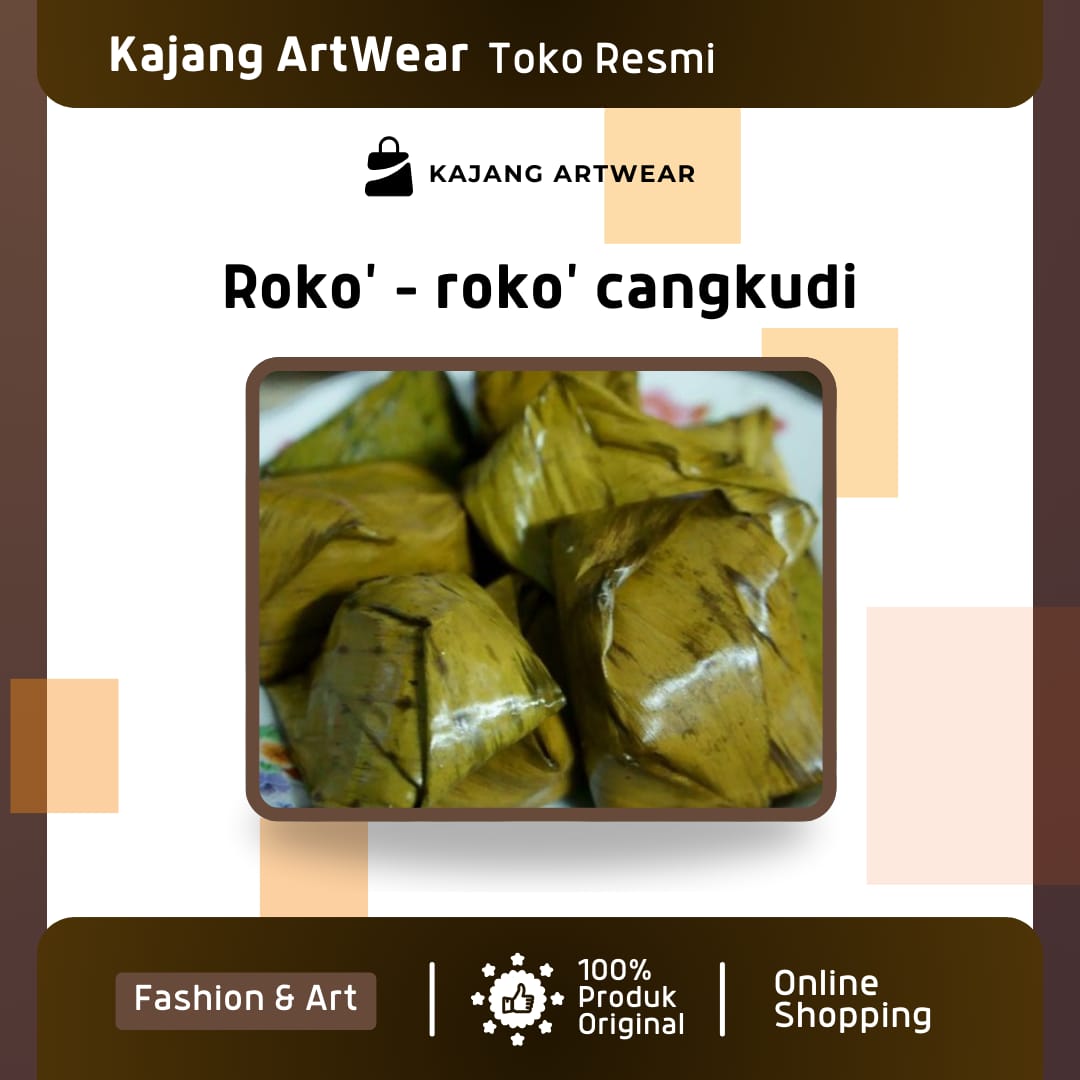 Kajang ArtWear Toko Resmi
KAJANG ARTWEAR
Roko' - roko' cangkudi
Fashion & Art
100%
Produk
Original
Online
Shopping